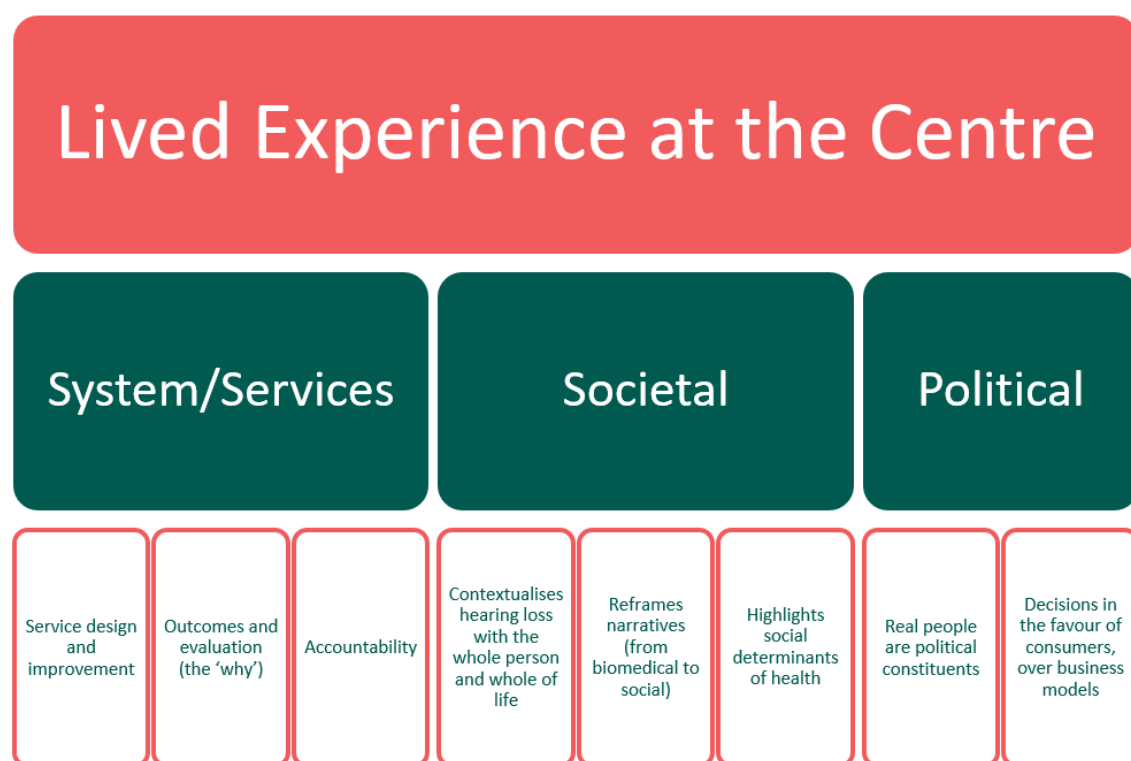 Lived Experience at the Centre
System/Services
Societal
Political
Service design
and
improvement
Outcomes and
evaluation
(the ‘why’)
Accountability
Contextualises
hearing loss
with the
whole person
and whole of
life
Reframes
narratives
(from
biomedical to
social)
Highlights
social
determinants
of health
Real people
are political
constituents
Decisions in
the favour of
consumers,
over business
models